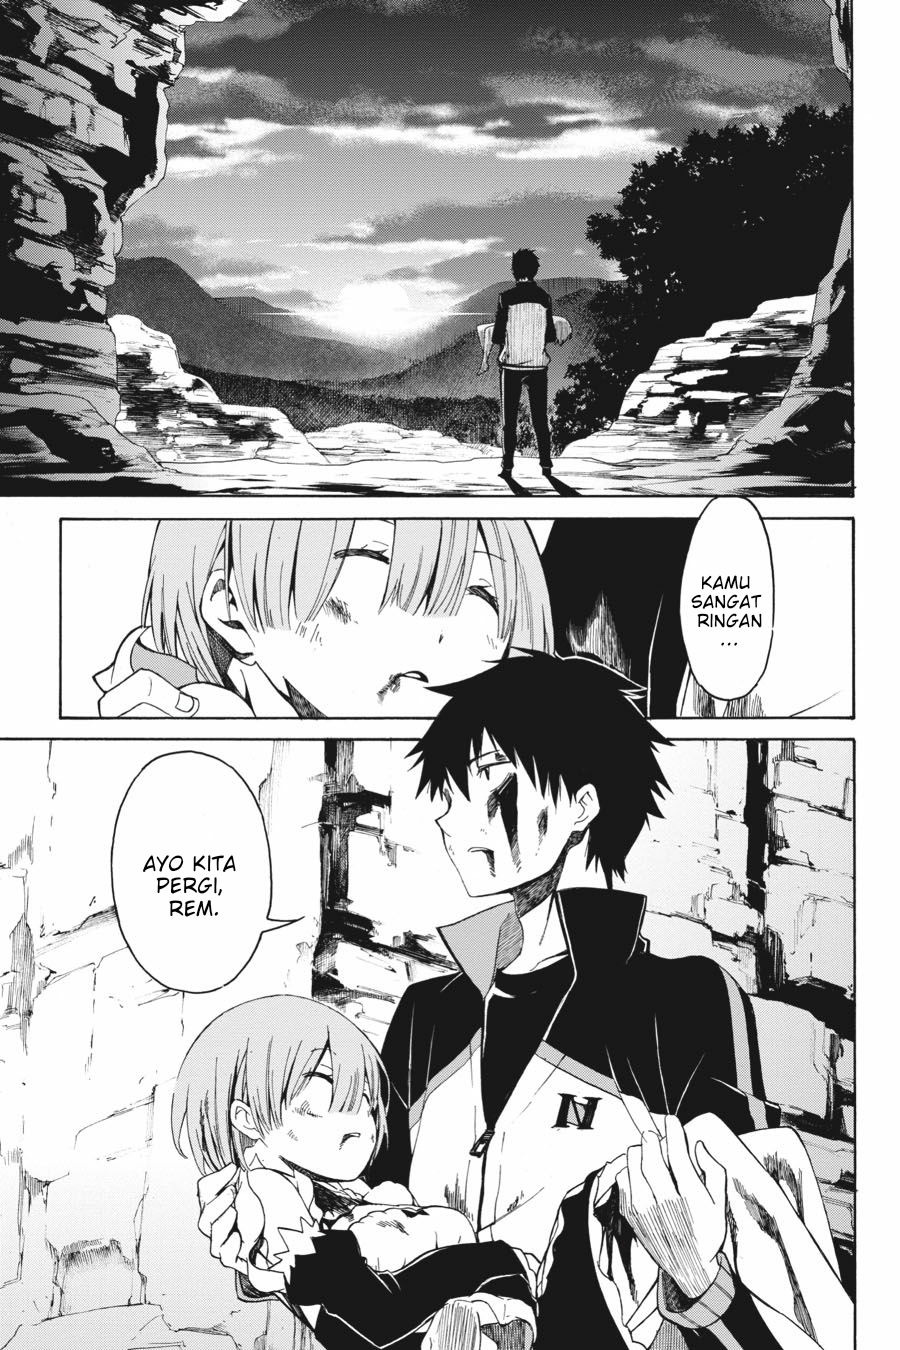 KAMU
SANGAT
RINGAN
...
AYO KITA
PERGI,
REM.
N